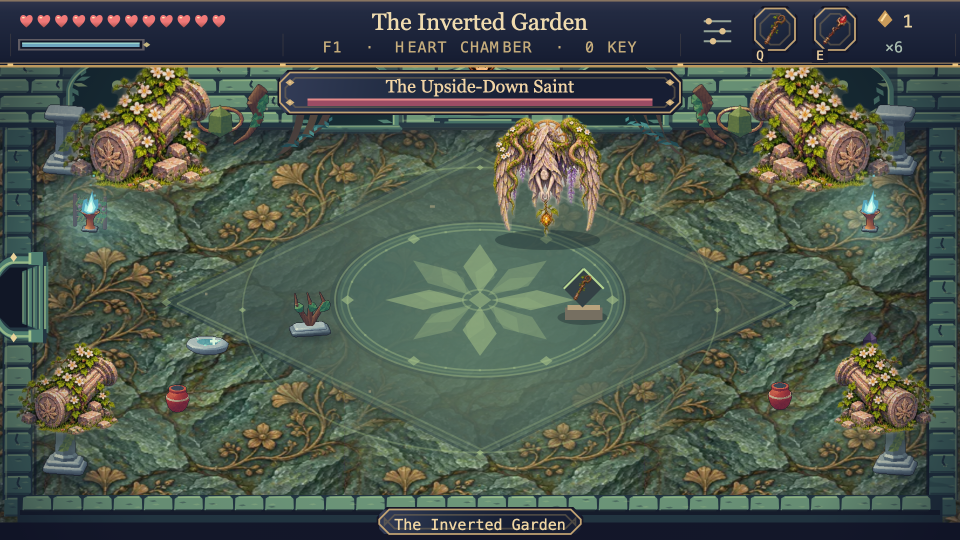 The Inverted Garden
F1 · HEART CHAMBER · 0 KEY
Q
E
1
×6
The Upside-Down Saint
The Inverted Garden